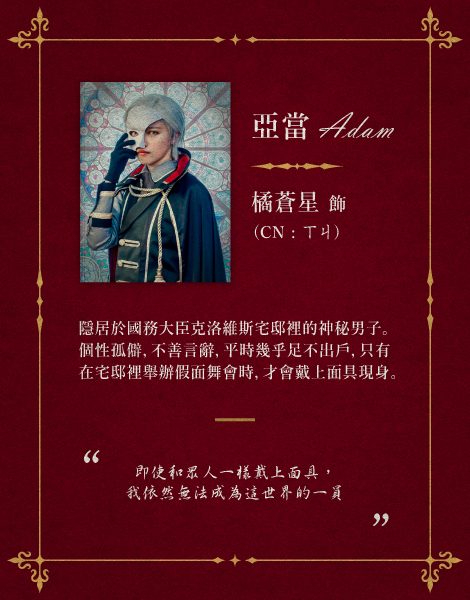 亞當 Adam
橘蒼星 飾
(CN：ㄒㄐ)
隱居於國務大臣克洛維斯宅邸裡的神秘男子。
個性孤僻, 不善言辭, 平時幾乎足不出戶, 只有
在宅邸裡舉辦假面舞會時, 才會戴上面具現身。
“
即使和眾人一樣戴上面具，
我依然無法成為這世界的一員
”